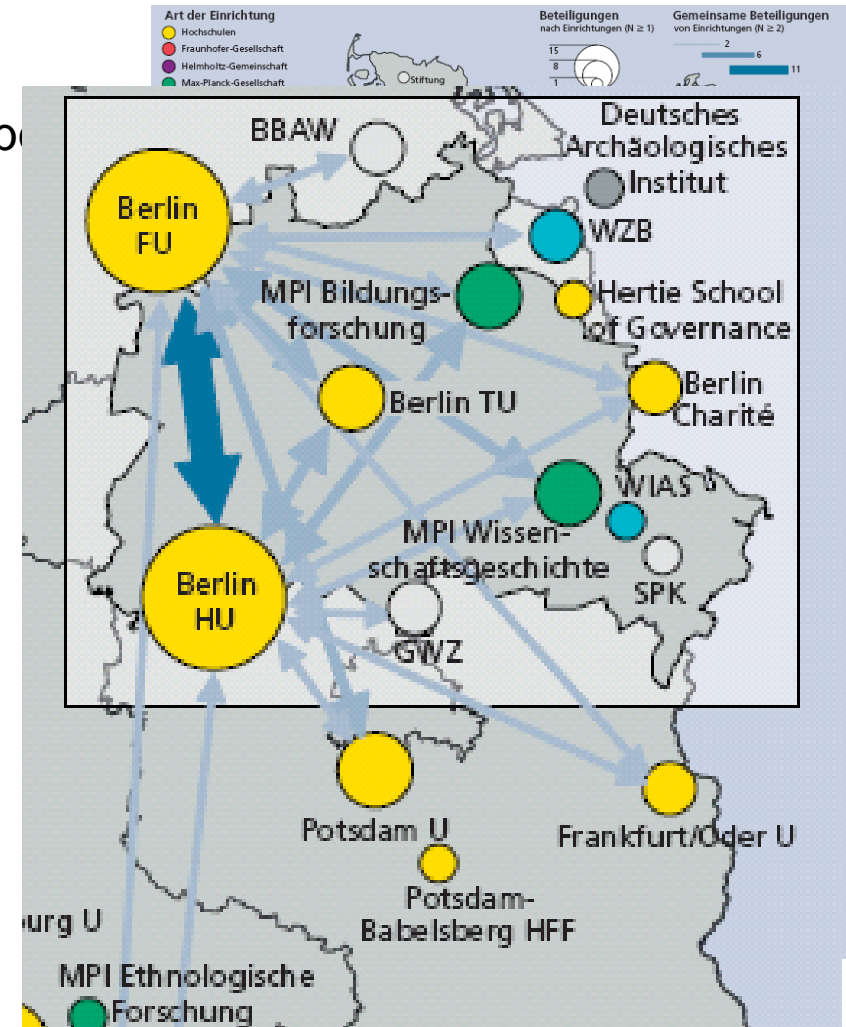 Art der Einrichtung
Hochschulen
Fraunhofer-Gesellschaft
Helmholtz-Gemeinschaft
Max-Planck-Gesellschaft
Stiftung
Beteiligungen
nach Einrichtungen (N ≥ 1)
15
8
1
Gemeinsame Beteiligungen
von Einrichtungen (N ≥ 2)
2
6
11
BBAW
Deutsches
Archäologisches
Institut
Berlin
FU
WZB
MPI Bildungs-
forschung
Hertie School
of Governance
Berlin TU
Berlin
Charité
WIAS
MPI Wissen-
schaftsgeschichte
SPK
Berlin
HU
GWZ
Potsdam U
Frankfurt/Oder U
Potsdam-
Babelsberg HFF
urg U
MPI Ethnologische
Forschung